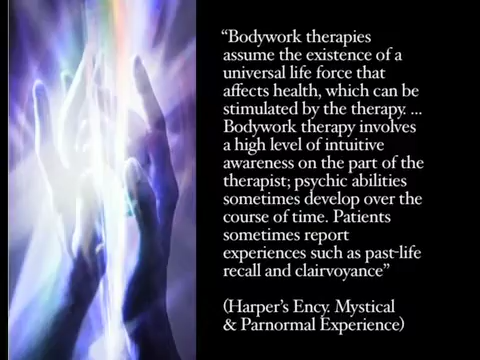 “Bodywork therapies
assume the existence of a
universal life force that
affects health, which can be
stimulated by the therapy. ...
Bodywork therapy involves
a high level of intuitive
awareness on the part of the
therapist; psychic abilities
sometimes develop over the
course of time. Patients
sometimes report
experiences such as past-life
recall and clairvoyance”
(Harper’s Ency. Mystical
& Parnormal Experience)